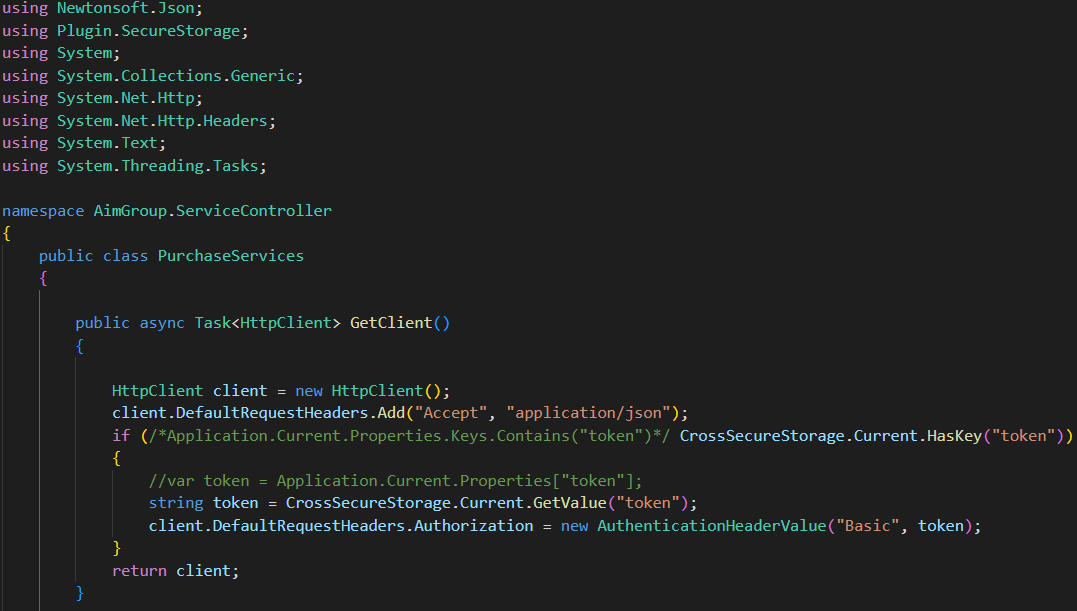 using Newtonsoft.Json;
using Plugin.SecureStorage;
using System;
using System.Collections.Generic;
using System.Net.Http;
using System.Net.Http.Headers;
using System.Text;
using System.Threading.Tasks;
namespace AimGroup.ServiceController
{
public class PurchaseServices
{
public async Task<HttpClient> GetClient()
{
HttpClient client = new HttpClient();
client.DefaultRequestHeaders.Add("Accept", "application/json");
if (/*Application.Current.Properties.Keys.Contains("token")*/ CrossSecureStorage.Current.HasKey("token"))
{
//var token = Application.Current.Properties["token"];
string token = CrossSecureStorage.Current.GetValue("token");
client.DefaultRequestHeaders.Authorization = new AuthenticationHeaderValue("Basic", token);
}
return client;
}